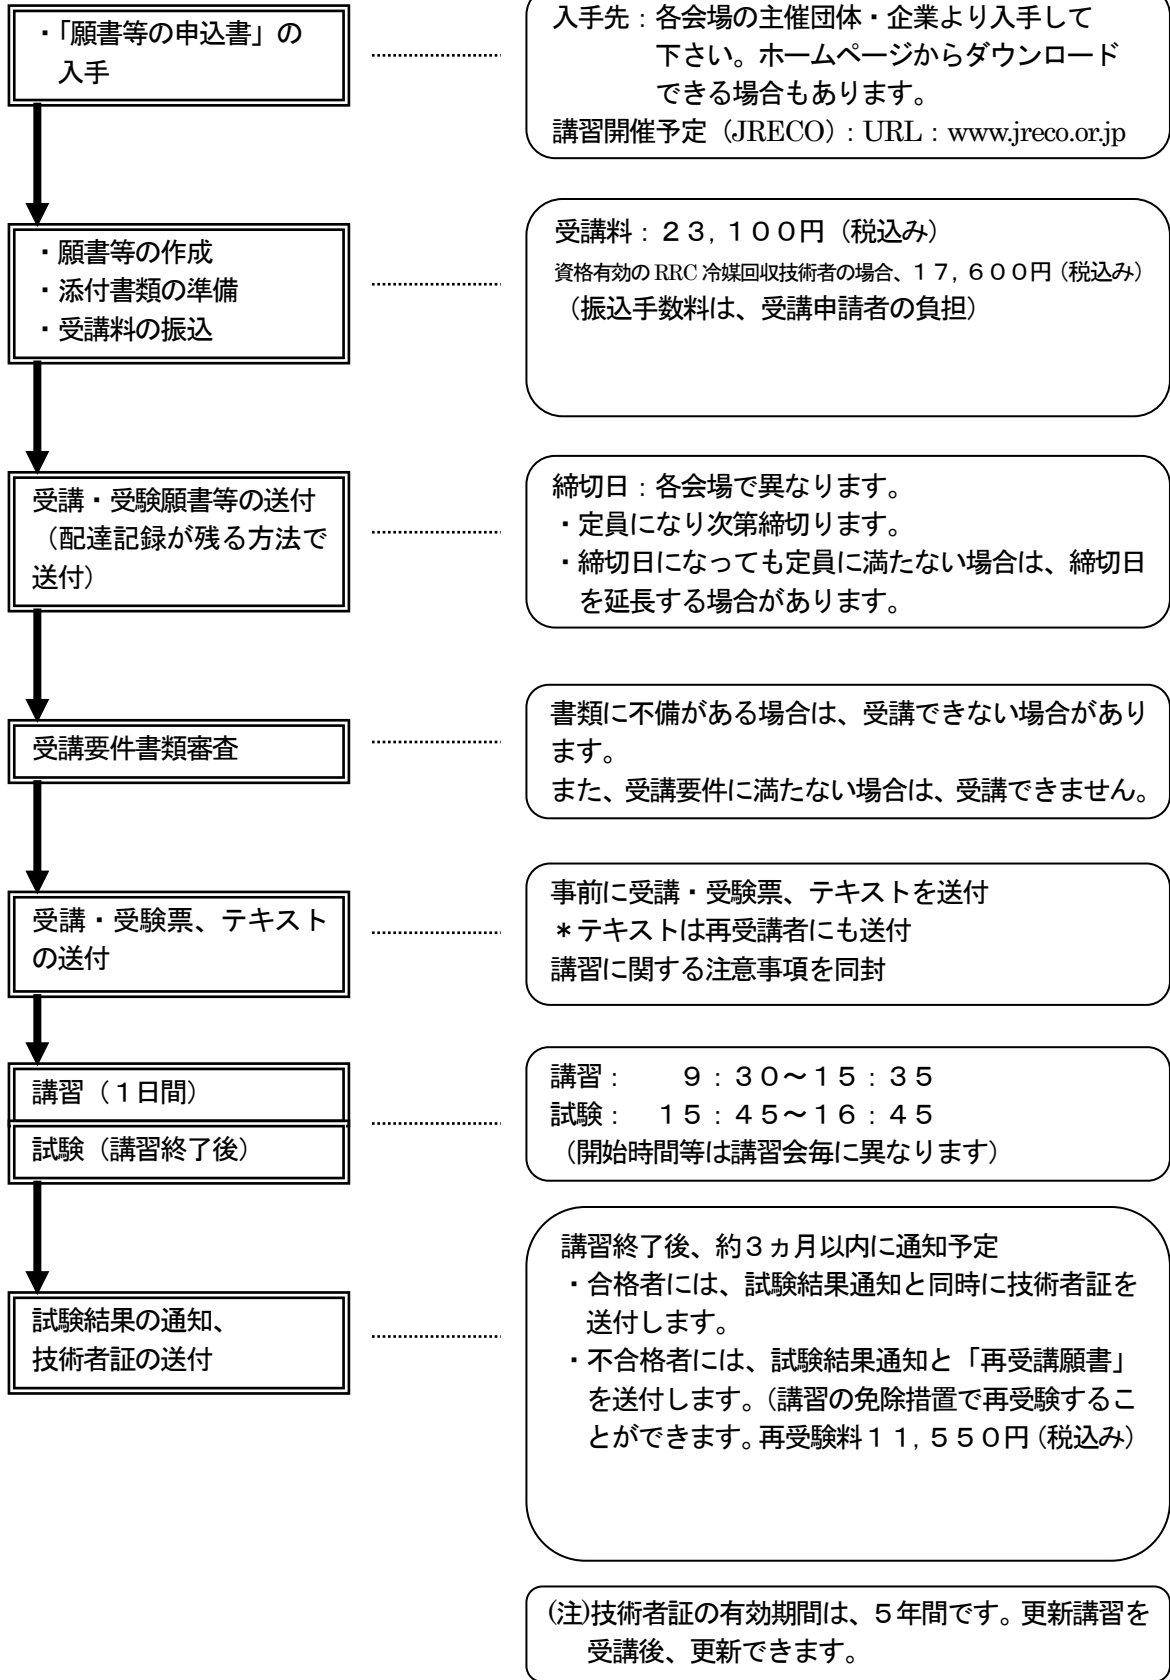 ・「願書等の申込書」の
入手
入手先：各会場の主催団体・企業より入手して
下さい。ホームページからダウンロード
できる場合もあります。
講習開催予定（JRECO）：URL：www.jreco.or.jp
・願書等の作成
・添付書類の準備
・受講料の振込
受講料：２３，１００円（税込み）
資格有効の RRC 冷媒回収技術者の場合、１７，６００円（税込み）
（振込手数料は、受講申請者の負担）
受講・受験願書等の送付
（配達記録が残る方法で
送付）
締切日：各会場で異なります。
・定員になり次第締切ります。
・締切日になっても定員に満たない場合は、締切日
を延長する場合があります。
受講要件書類審査
書類に不備がある場合は、受講できない場合があり
ます。
また、受講要件に満たない場合は、受講できません。
受講・受験票、テキスト
の送付
事前に受講・受験票、テキストを送付
＊テキストは再受講者にも送付
講習に関する注意事項を同封
講習（１日間）
試験（講習終了後）
講習：　９：３０～１５：３５
試験：　１５：４５～１６：４５
（開始時間等は講習会毎に異なります）
試験結果の通知、
技術者証の送付
講習終了後、約３ヵ月以内に通知予定
・合格者には、試験結果通知と同時に技術者証を
送付します。
・不合格者には、試験結果通知と「再受講願書」
を送付します。（講習の免除措置で再受験するこ
とができます。再受験料１１，５５０円（税込み）
(注)技術者証の有効期間は、５年間です。更新講習を
受講後、更新できます。